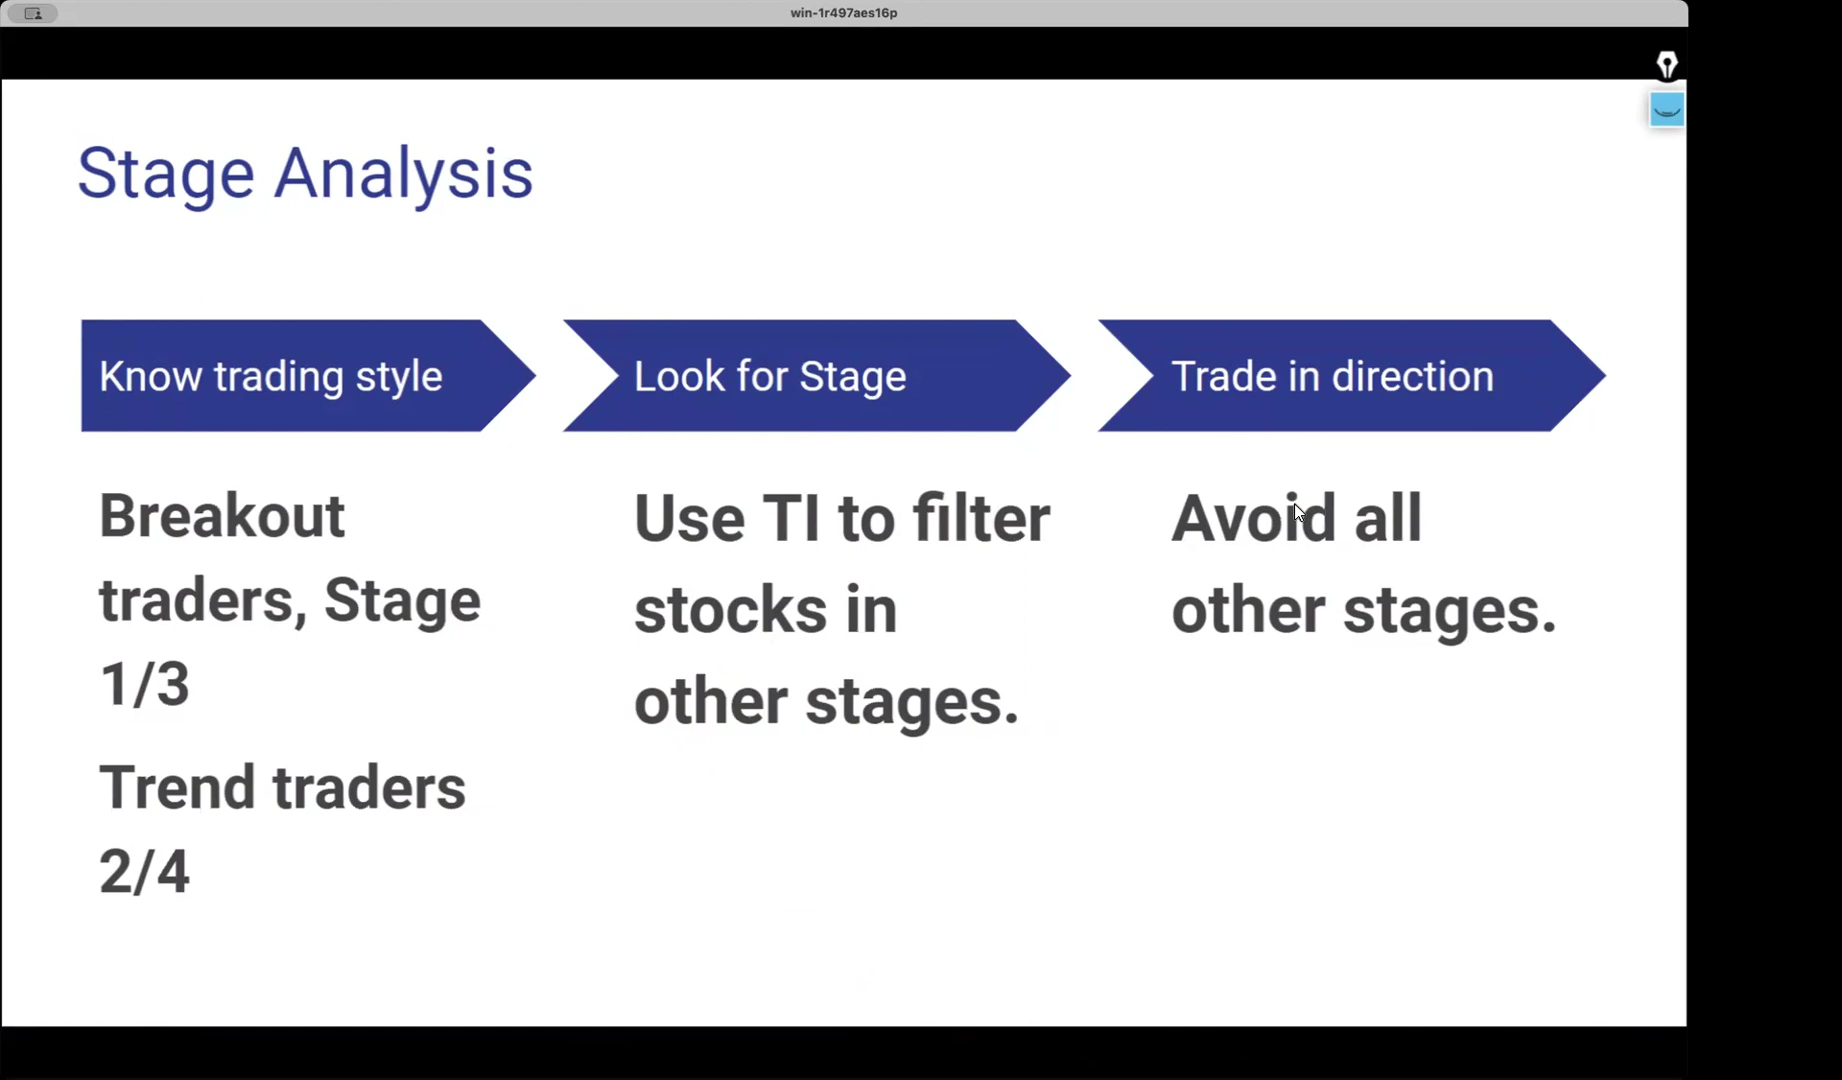 win-1r497aes16p
Stage Analysis
Know trading style
Look for Stage
Trade in direction
Breakout
traders, Stage
1/3
Trend traders
2/4
Use TI to filter
stocks in
other stages.
Avoid all
other stages.